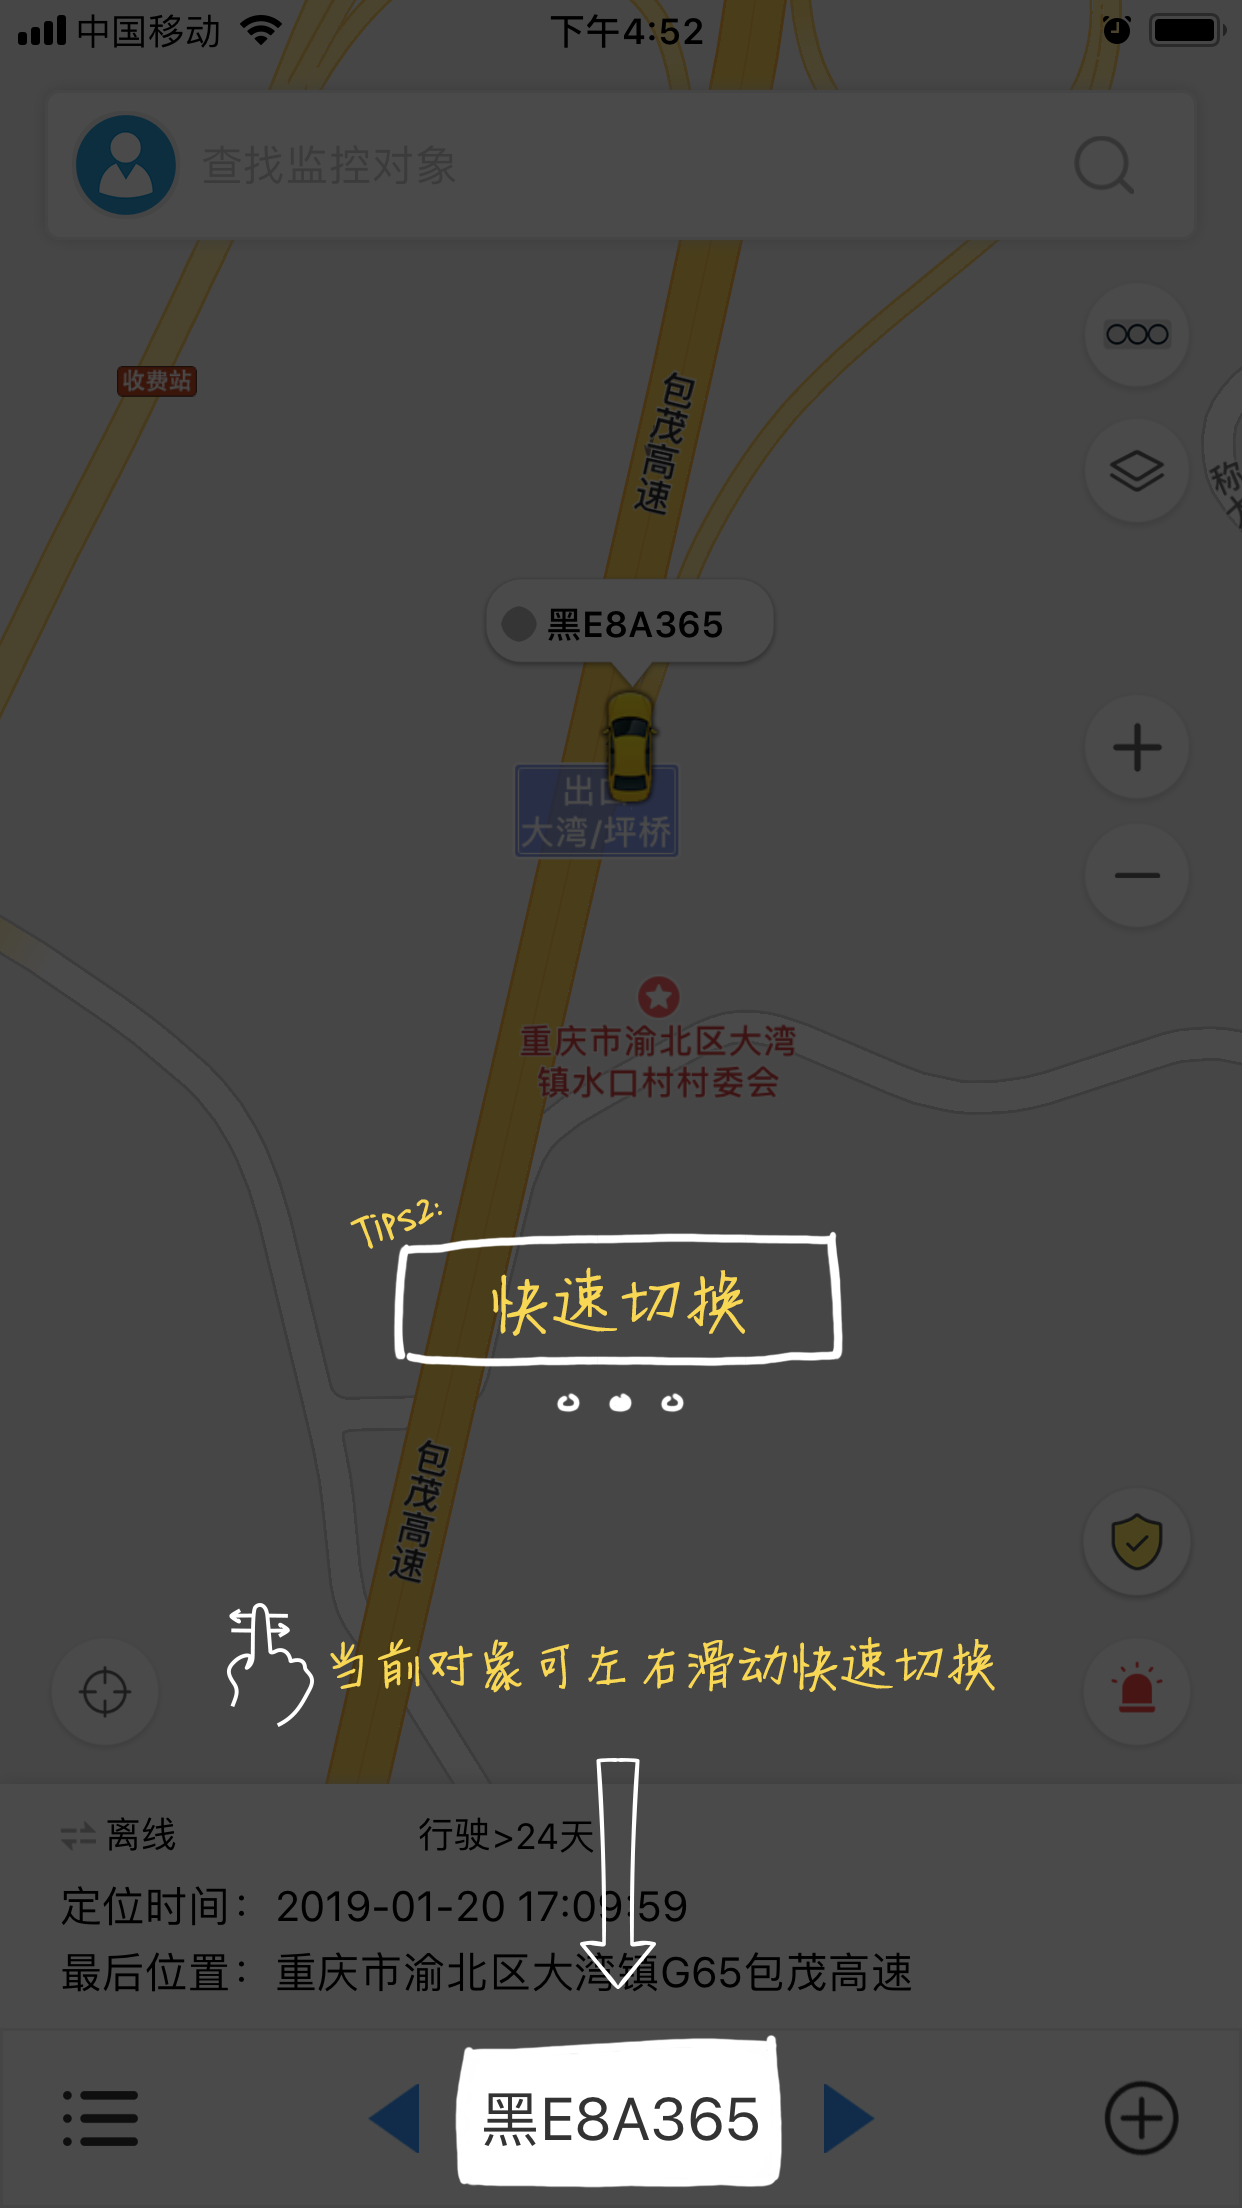 中国移动
下午4:52
查找监控对象
收费站
包茂高速
称
黑E8A365
大湾/坪桥
重庆市渝北区大湾
镇水口村村委会
TIPS2:
快速切换
包茂高速
当前对象可左右滑动快速切换
离线
行驶>24天
定位时间：2019-01-20 17:09:59
最后位置：重庆市渝北区大湾镇G65包茂高速
黑E8A365